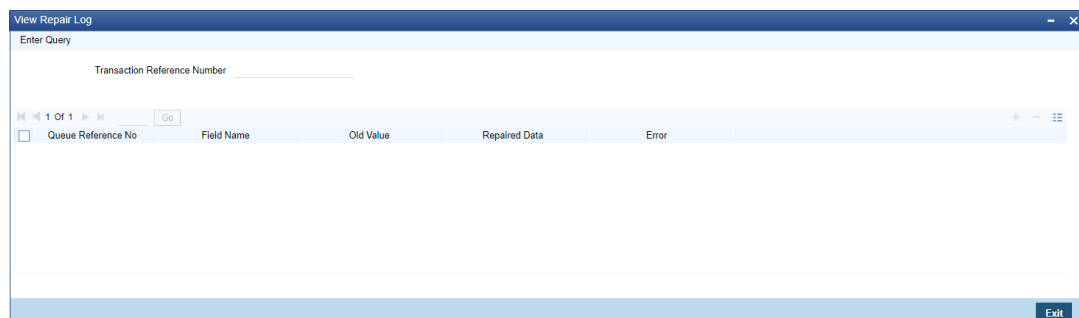 View Repair Log
Enter Query
Transaction Reference Number
1 Of 1 Go
Queue Reference No Field Name Old Value Repaired Data Error
Exit